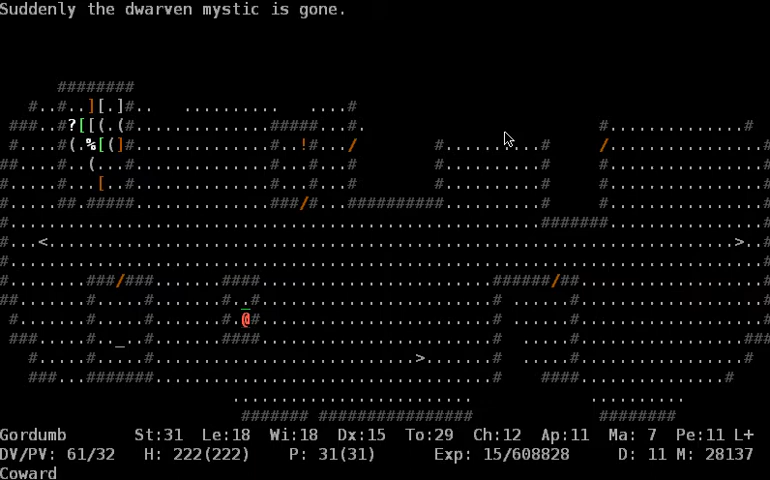 Suddenly the dwarven mystic is gone.
Gordumb St:31 Le:18 Wi:18 Dx:15 To:29 Ch:12 Ap:11 Ma: 7 Pe:11 L+
DV/PV: 61/32 H: 222(222) P: 31(31) Exp: 15/608828 D: 11 M: 28137
Coward